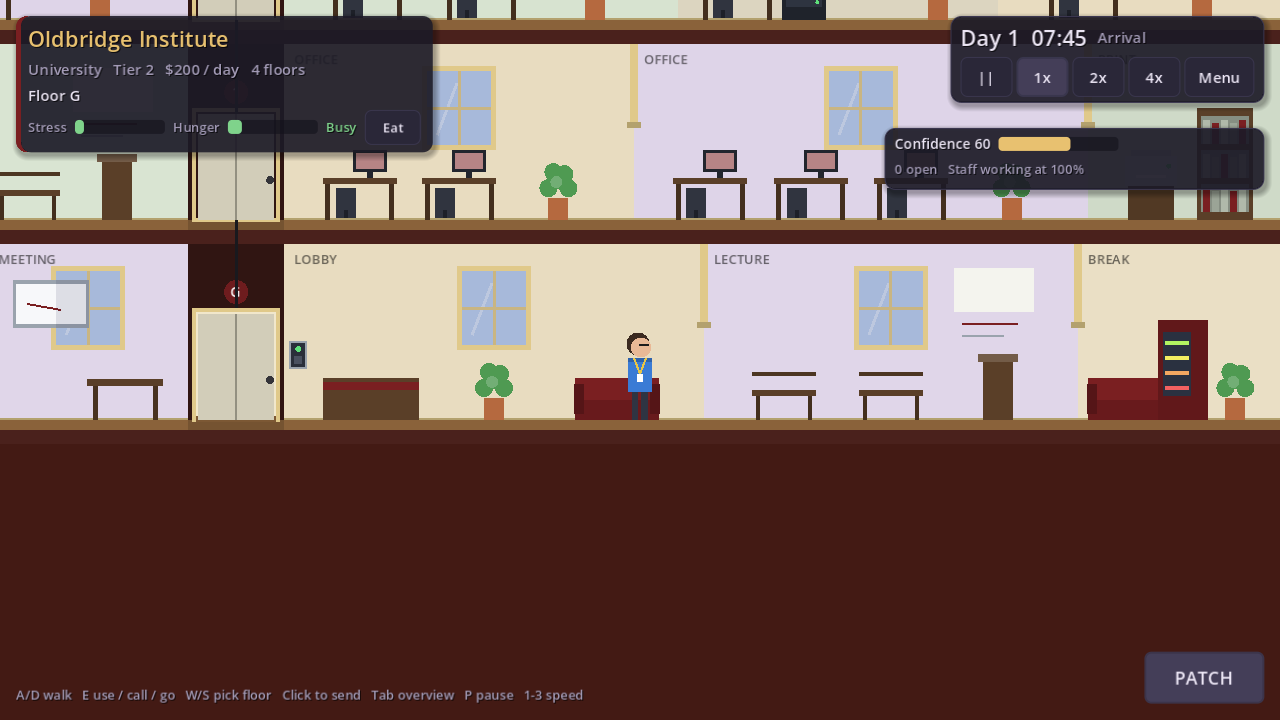 Oldbridge Institute
University Tier 2 $200 / day 4 floors
Floor G
Stress Hunger Busy Eat
Day 1 07:45 Arrival
|| 1x 2x 4x Menu
Confidence 60
0 open Staff working at 100%
OFFICE
OFFICE
MEETING
LOBBY
LECTURE
BREAK
G
A/D walk E use / call / go W/S pick floor Click to send Tab overview P pause 1-3 speed
PATCH